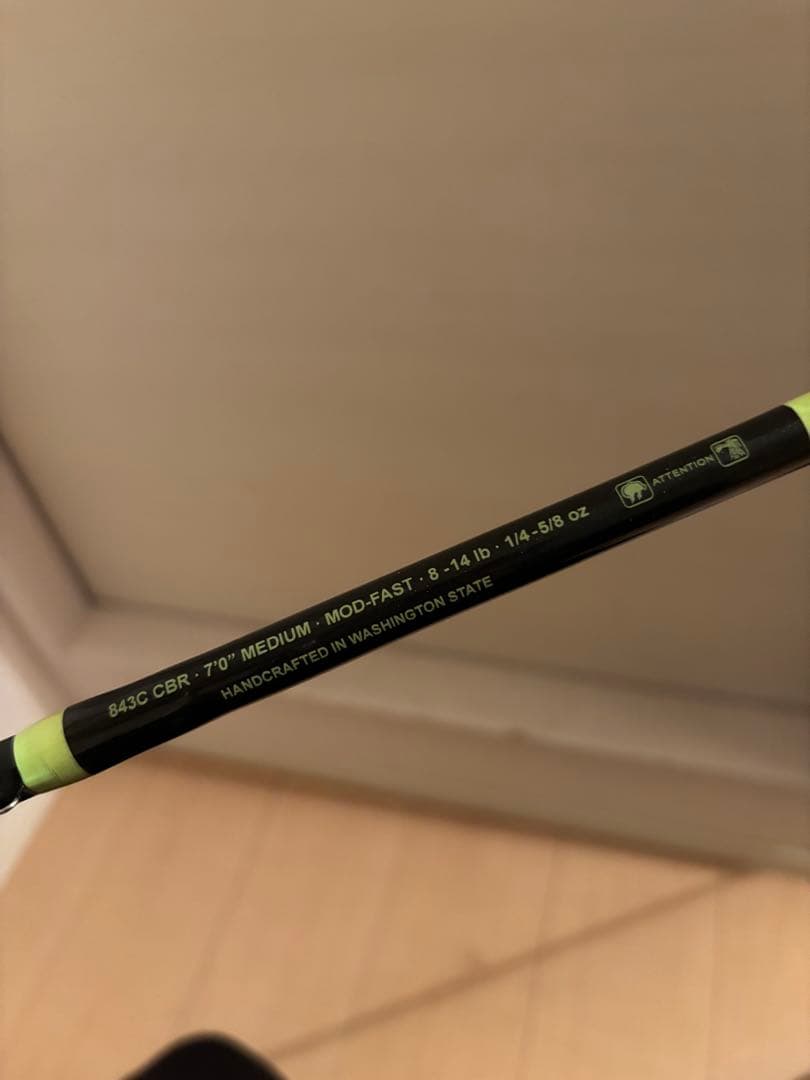 843C CBR · 7'0" MEDIUM · MOD-FAST · 8 -14 lb · 1/4-5/8 oz
HANDCRAFTED IN WASHINGTON STATE
ATTENTION